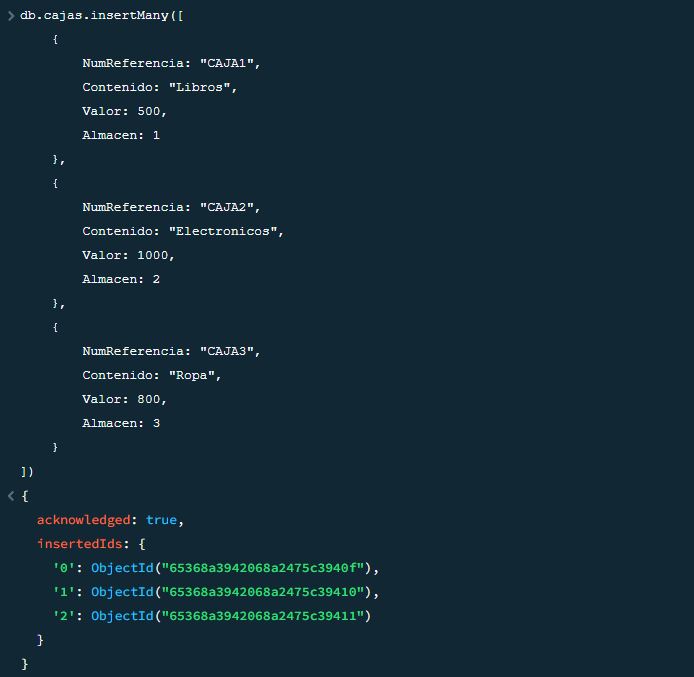 db.cajas.insertMany([
{
NumReferencia: "CAJA1",
Contenido: "Libros",
Valor: 500,
Almacen: 1
},
{
NumReferencia: "CAJA2",
Contenido: "Electronicos",
Valor: 1000,
Almacen: 2
},
{
NumReferencia: "CAJA3",
Contenido: "Ropa",
Valor: 800,
Almacen: 3
}
])
{
acknowledged: true,
insertedIds: {
'0': ObjectId("65368a3942068a2475c3940f"),
'1': ObjectId("65368a3942068a2475c39410"),
'2': ObjectId("65368a3942068a2475c39411")
}
}